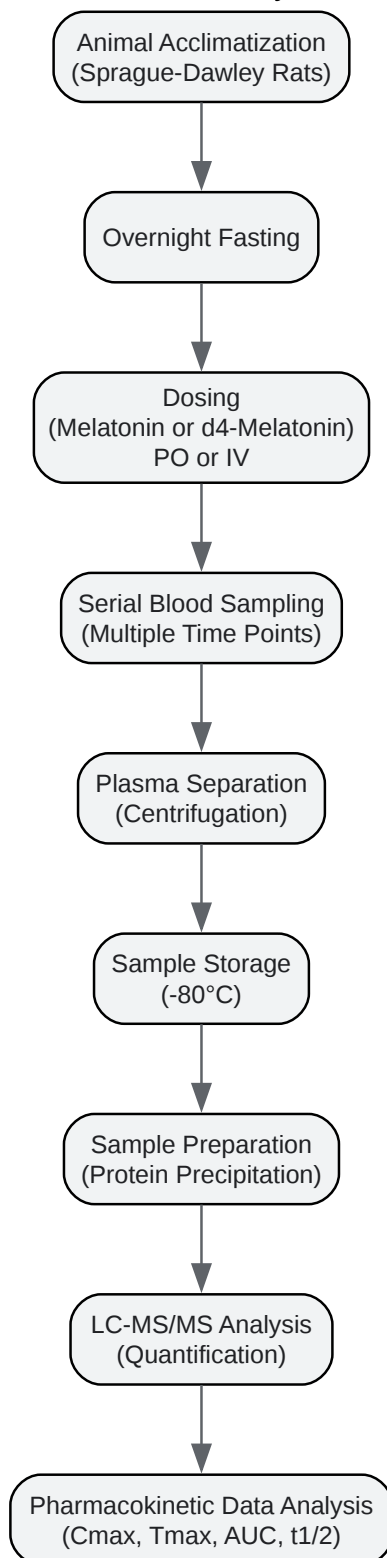 Animal Acclimatization
(Sprague-Dawley Rats)
Overnight Fasting
Dosing
(Melatonin or d4-Melatonin)
PO or IV
Serial Blood Sampling
(Multiple Time Points)
Plasma Separation
(Centrifugation)
Sample Storage
(-80°C)
Sample Preparation
(Protein Precipitation)
LC-MS/MS Analysis
(Quantification)
Pharmacokinetic Data Analysis
(Cmax, Tmax, AUC, t1/2)